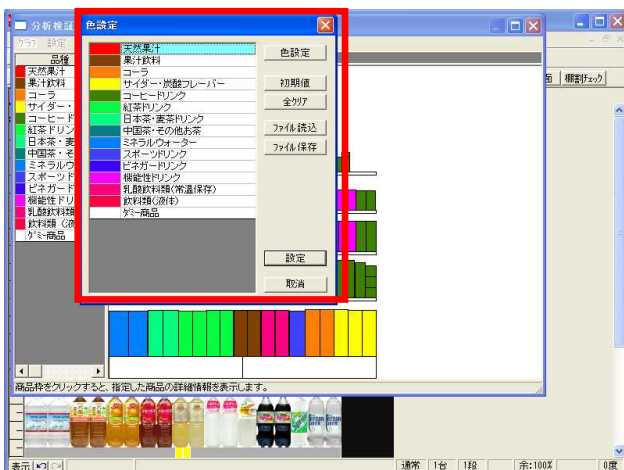 分析検証
色設定
グラフ 設定
品種
天然果汁
果汁飲料
コーラ
サイダー・
コーヒード
紅茶ドリン
日本茶・麦
中国茶・そ
ミネラルウ
スポーツド
ビネガード
機能性ドリ
乳酸飲料類
飲料類(液
ダミー商品
天然果汁
果汁飲料
コーラ
サイダー・炭酸フレーバー
コーヒードリンク
紅茶ドリンク
日本茶・麦茶ドリンク
中国茶・その他お茶
ミネラルウォーター
スポーツドリンク
ビネガードリンク
機能性ドリンク
乳酸飲料類(常温保存)
飲料類(液体)
ダミー商品
色設定
初期値
全クリア
ファイル読込
ファイル保存
設定
取消
面 棚割チェック
商品枠をクリックすると、指定した商品の詳細情報を表示します。
表示
通常 1台 1段 余:100% 0度